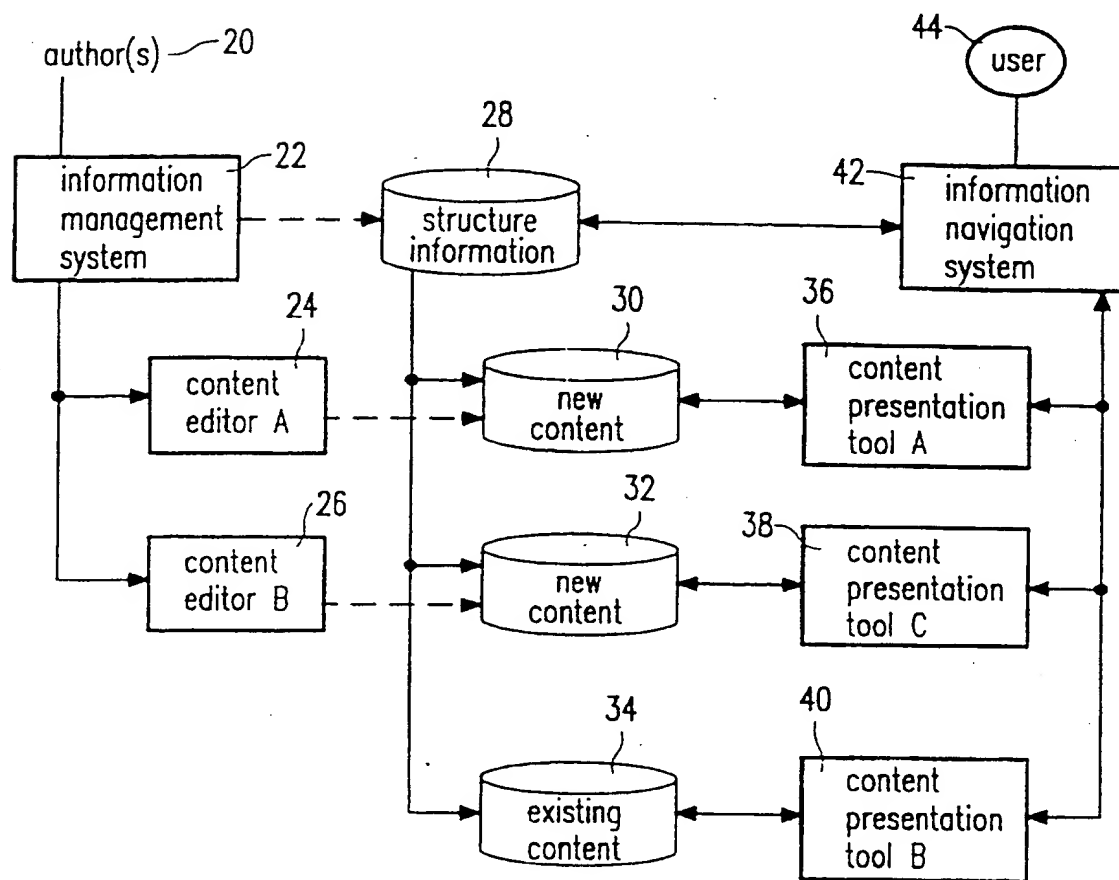 author(s)
20
44
user
22
information
management
system
28
structure
information
42
information
navigation
system
24
content
editor A
30
new
content
36
content
presentation
tool A
26
content
editor B
32
new
content
38
content
presentation
tool C
34
existing
content
40
content
presentation
tool B